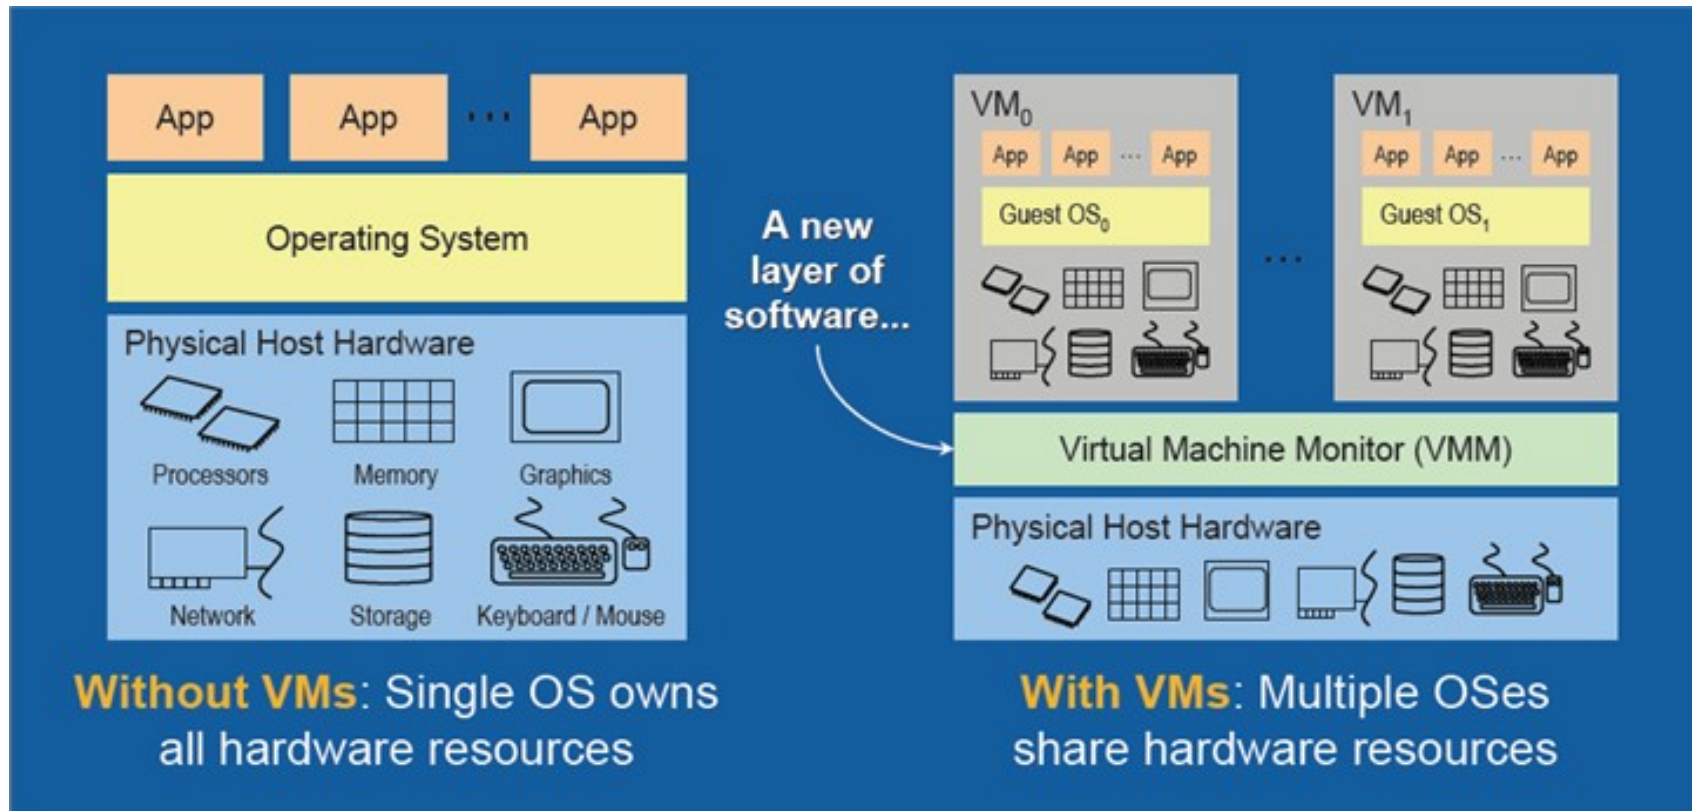 App App ... App
Operating System
Physical Host Hardware
Processors Memory Graphics
Network Storage Keyboard / Mouse
Without VMs: Single OS owns
all hardware resources
A new
layer of
software...
VM₀
App App ... App
Guest OS₀
...
VM₁
App App ... App
Guest OS₁
Virtual Machine Monitor (VMM)
Physical Host Hardware
With VMs: Multiple OSes
share hardware resources